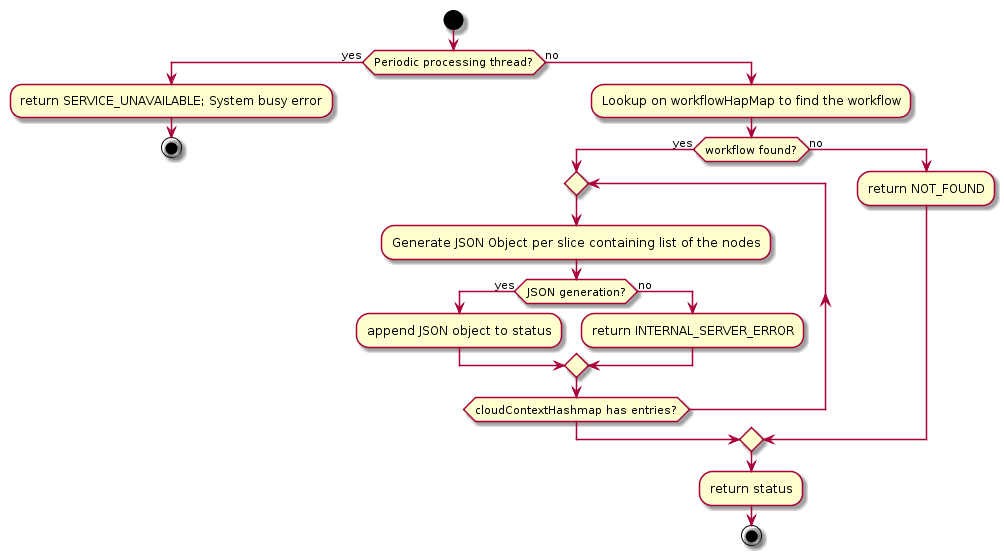 yes
Periodic processing thread?
no
return SERVICE_UNAVAILABLE; System busy error
Lookup on workflowHapMap to find the workflow
yes
workflow found?
no
return NOT_FOUND
Generate JSON Object per slice containing list of the nodes
yes
JSON generation?
no
append JSON object to status
return INTERNAL_SERVER_ERROR
cloudContextHashmap has entries?
return status